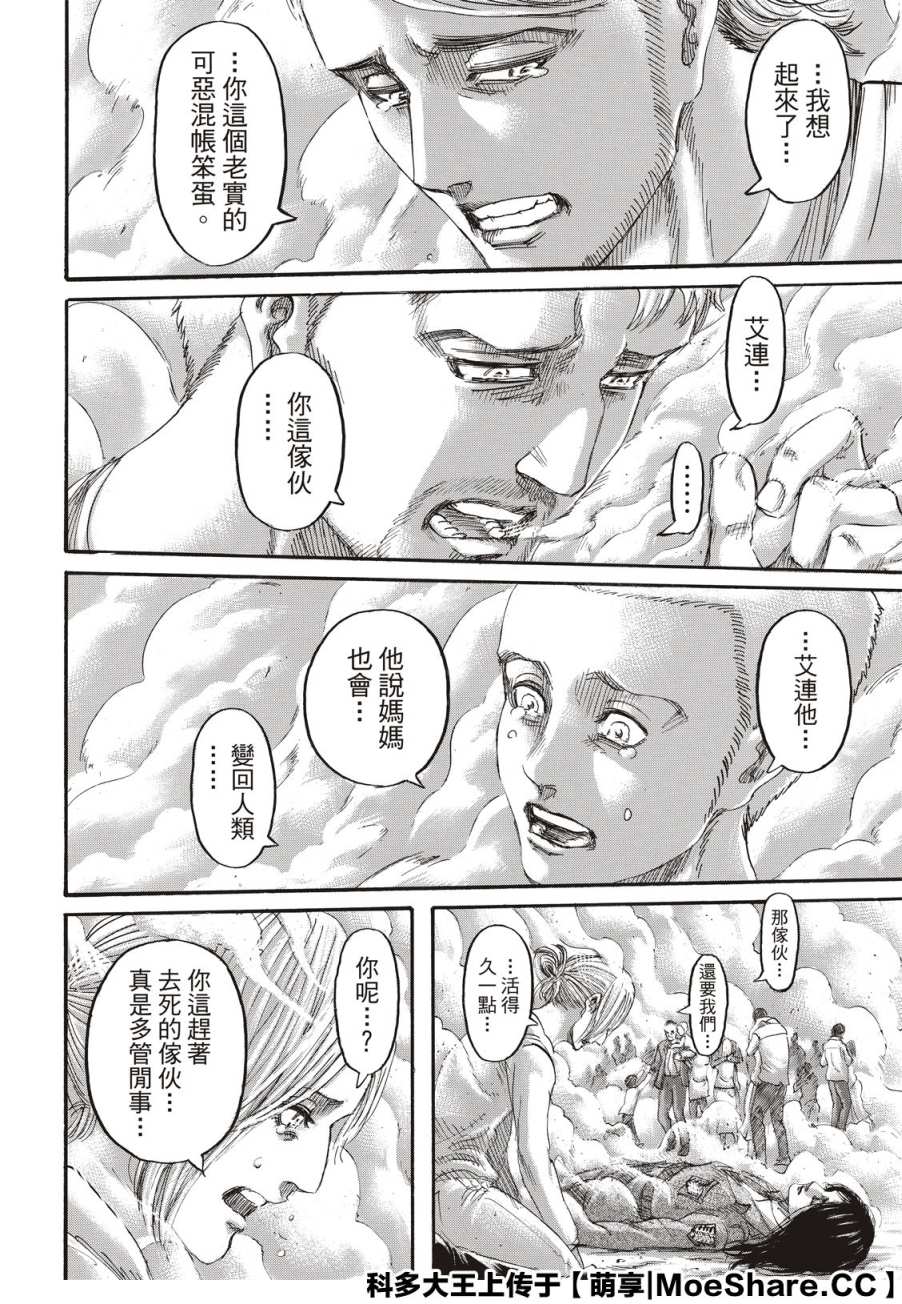 …我想
起來了…
…你這個老實的
可惡混帳笨蛋。
艾連…
……
你這傢伙
……
…艾連他…
他說媽媽
也會…
變回人類
……
那傢伙…
還要我們…
…活得
久一點…
你呢…?
你這趕著
去死的傢伙…
真是多管閒事…
科多大王上传于【萌享|MoeShare.CC】